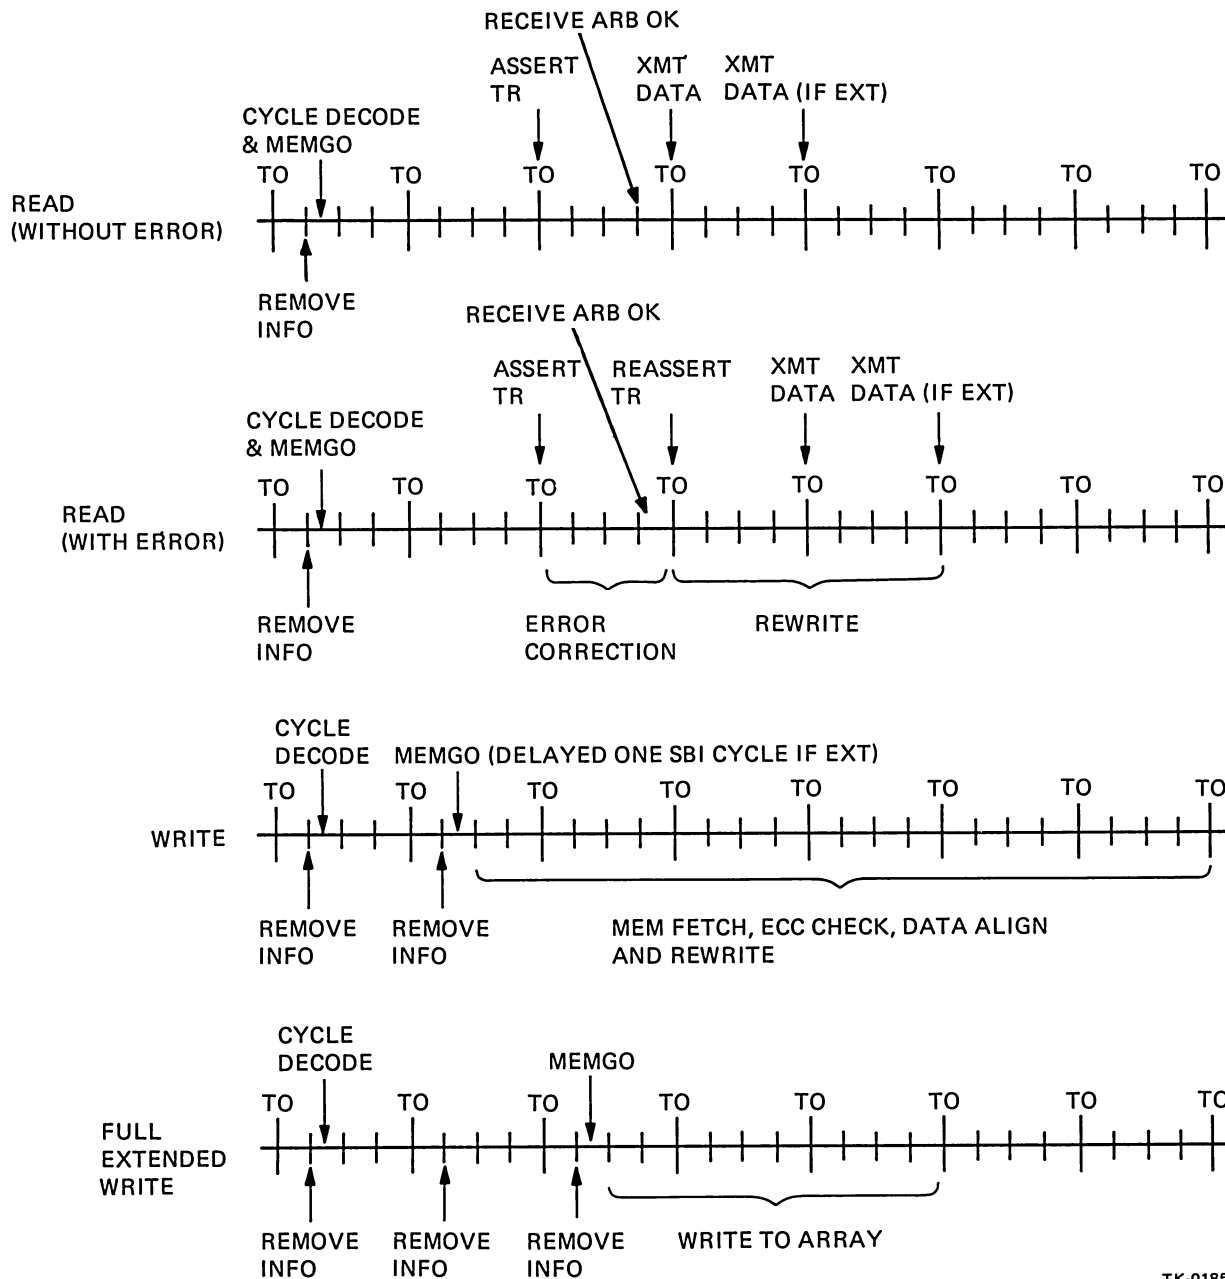 RECEIVE ARB OK
ASSERT XMT XMT
TR DATA DATA (IF EXT)
CYCLE DECODE
& MEMGO
TO TO TO TO TO TO TO TO
READ
(WITHOUT ERROR)
REMOVE
INFO
RECEIVE ARB OK
ASSERT REASSERT XMT XMT
TR TR DATA DATA (IF EXT)
CYCLE DECODE
& MEMGO
TO TO TO TO TO TO TO TO
READ
(WITH ERROR)
REMOVE ERROR REWRITE
INFO CORRECTION
CYCLE
DECODE MEMGO (DELAYED ONE SBI CYCLE IF EXT)
TO TO TO TO TO TO TO TO
WRITE
REMOVE REMOVE MEM FETCH, ECC CHECK, DATA ALIGN
INFO INFO AND REWRITE
CYCLE
DECODE MEMGO
TO TO TO TO TO TO TO TO
FULL
EXTENDED
WRITE
REMOVE REMOVE REMOVE WRITE TO ARRAY
INFO INFO INFO